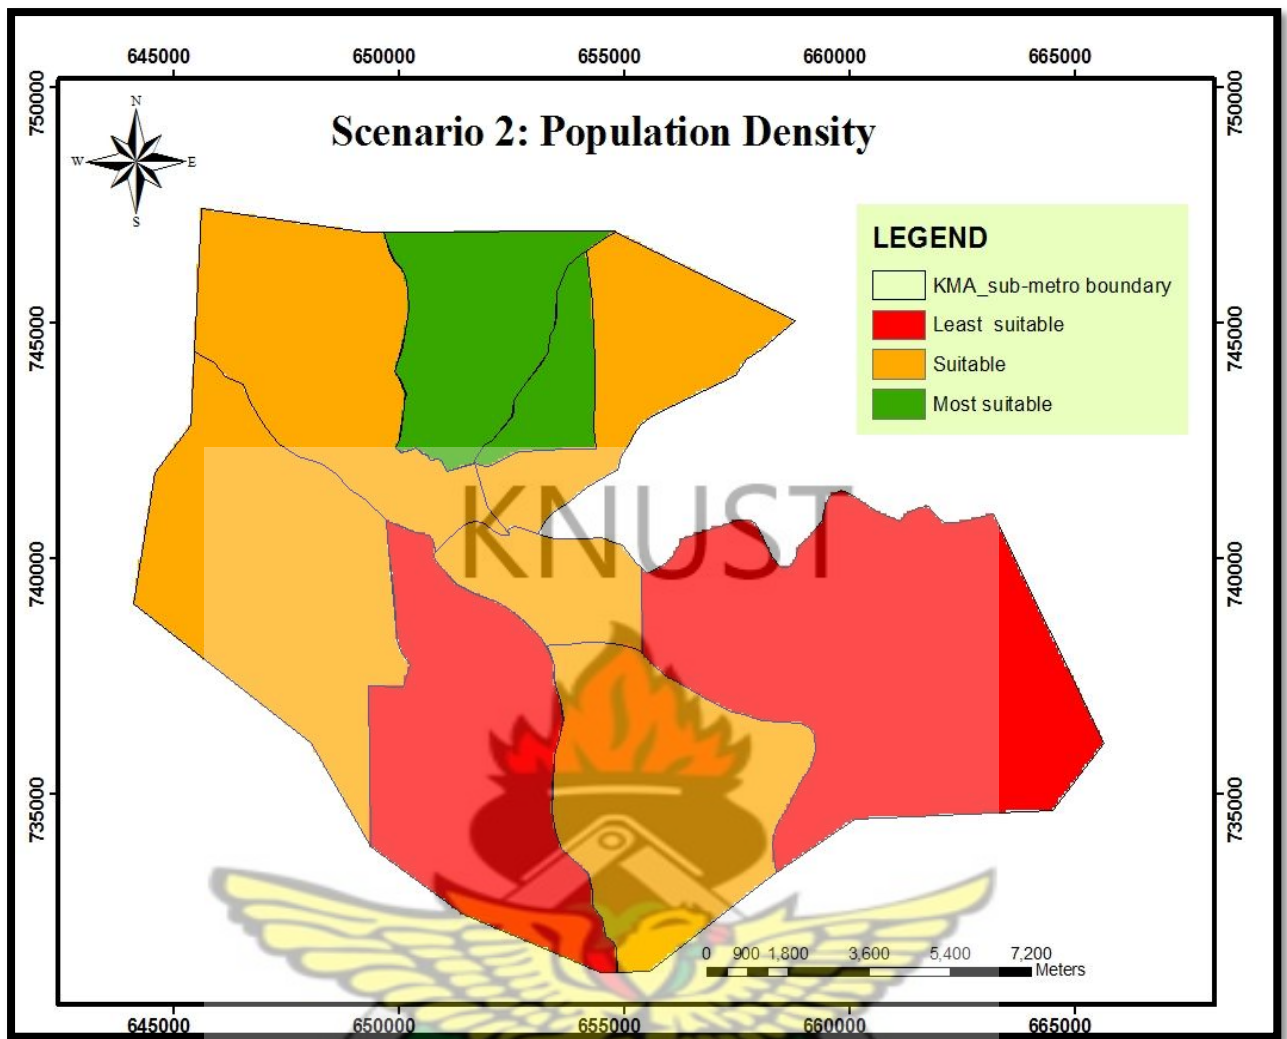 645000 650000 655000 660000 665000
750000 750000
N
W E
S
Scenario 2: Population Density
LEGEND
KMA_sub-metro boundary
Least suitable
Suitable
Most suitable
745000 745000
KNUST
740000 740000
735000 735000
0 900 1,800 3,600 5,400 7,200
Meters
645000 650000 655000 660000 665000